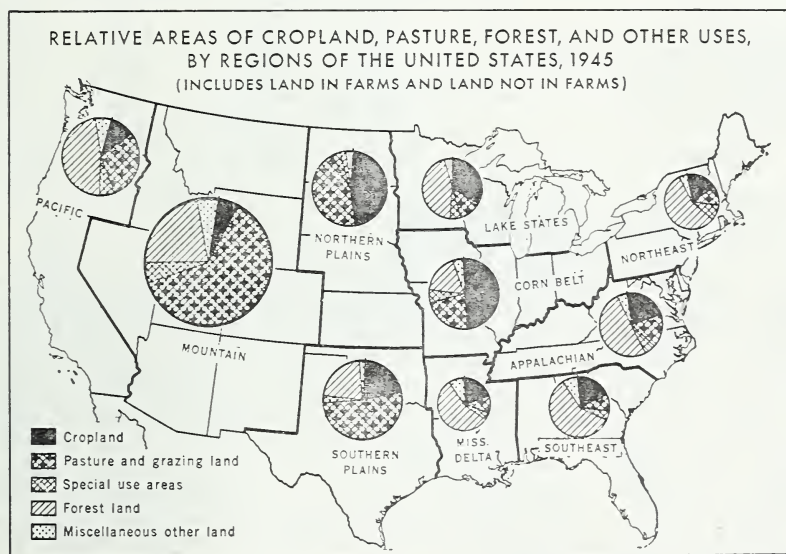 RELATIVE AREAS OF CROPLAND, PASTURE, FOREST, AND OTHER USES,
BY REGIONS OF THE UNITED STATES, 1945
(INCLUDES LAND IN FARMS AND LAND NOT IN FARMS)
PACIFIC
MOUNTAIN
NORTHERN
PLAINS
LAKE STATES
CORN BELT
NORTHEAST
APPALACHIAN
SOUTHERN
PLAINS
MISS.
DELTA
SOUTHEAST
Cropland
Pasture and grazing land
Special use areas
Forest land
Miscellaneous other land